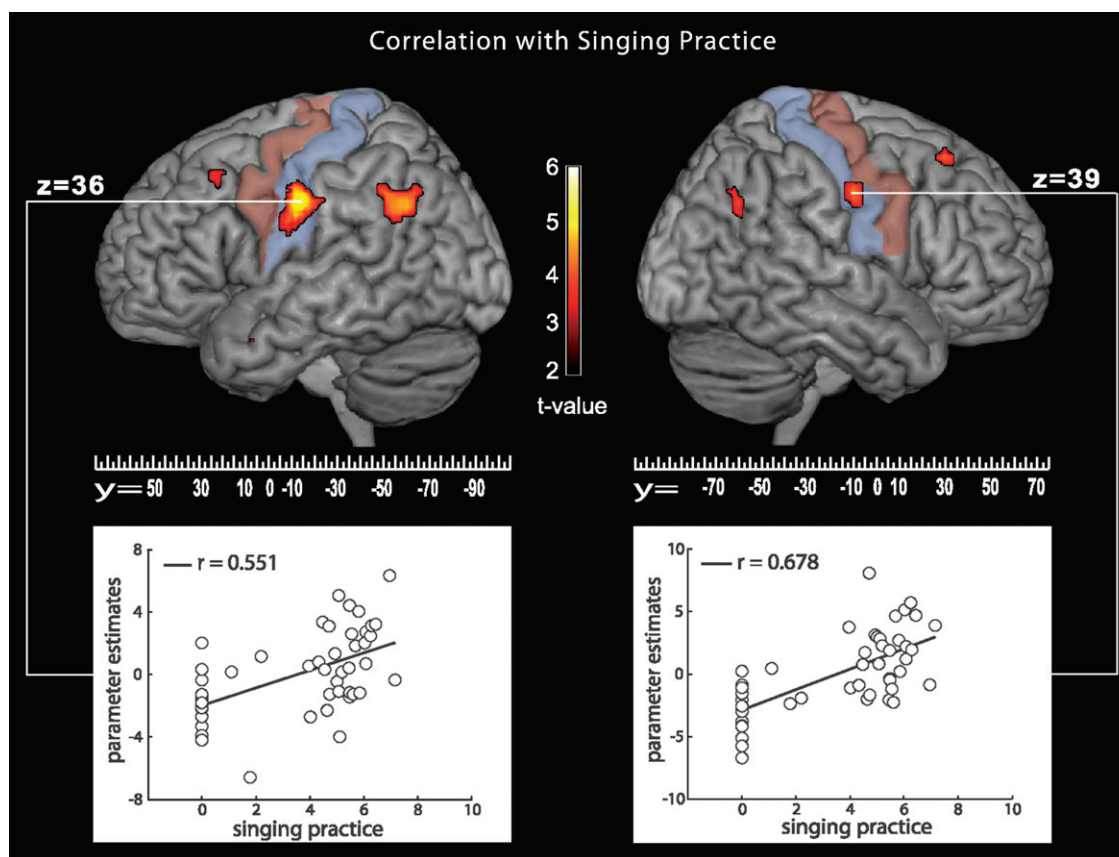 Correlation with Singing Practice
z=36
z=39
6
5
4
3
2
t-value
y= 50 30 10 0 -10 -30 -50 -70 -90
y= -70 -50 -30 -10 0 10 30 50 70
r = 0.551
8
4
0
-4
-8
parameter estimates
0 2 4 6 8 10
singing practice
r = 0.678
10
5
0
-5
-10
parameter estimates
0 2 4 6 8 10
singing practice